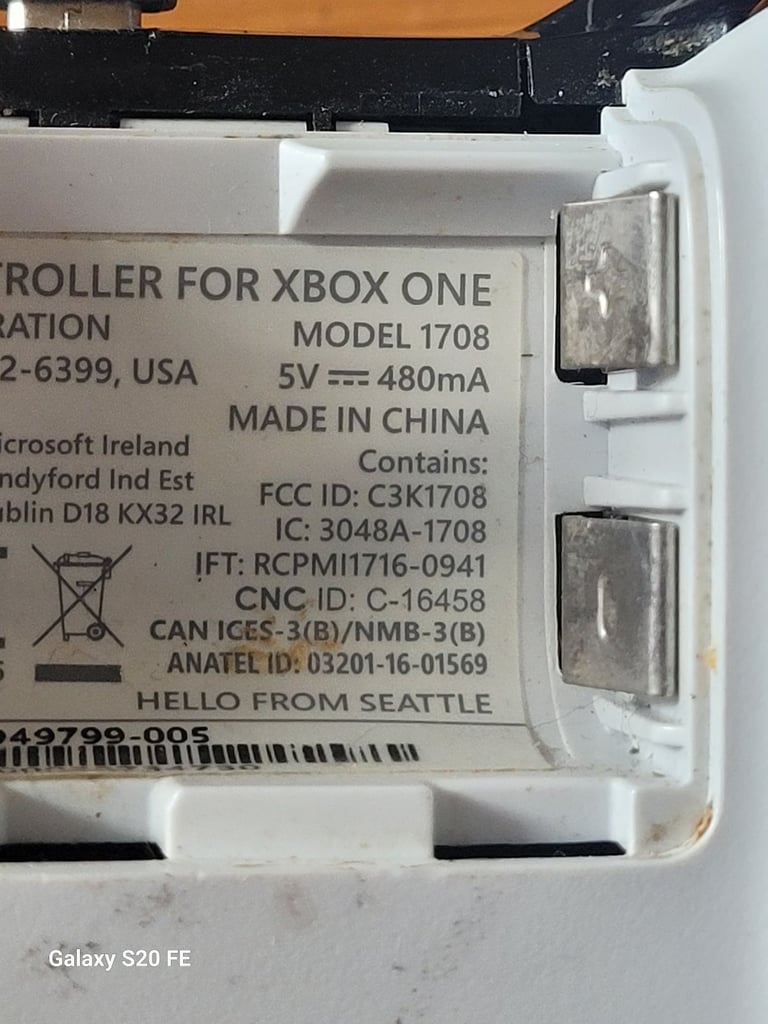 TROLLER FOR XBOX ONE
RATION
MODEL 1708
2-6399, USA
5V ⎓ 480mA
MADE IN CHINA
icrosoft Ireland
Contains:
ndyford Ind Est
FCC ID: C3K1708
ublin D18 KX32 IRL
IC: 3048A-1708
IFT: RCPMI1716-0941
CNC ID: C-16458
CAN ICES-3(B)/NMB-3(B)
ANATEL ID: 03201-16-01569
HELLO FROM SEATTLE
949799-005
Galaxy S20 FE